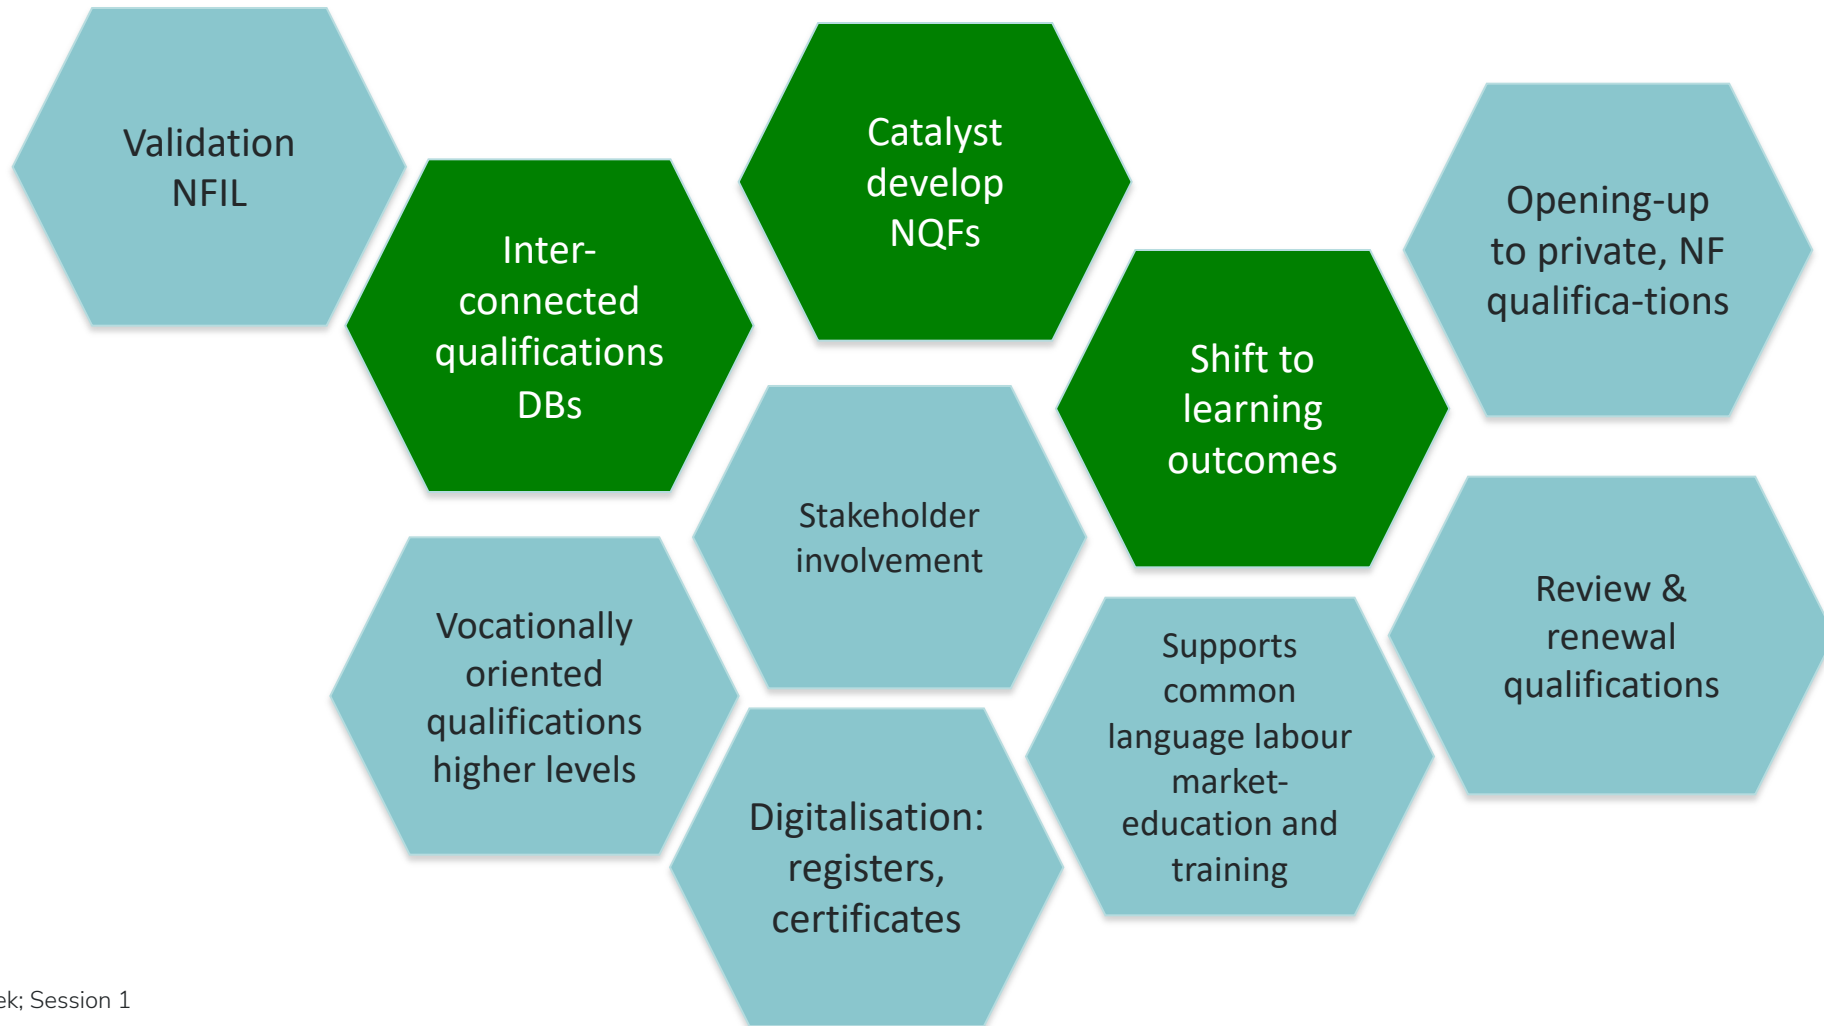 Validation
NFIL
Inter-
connected
qualifications
DBs
Catalyst
develop
NQFs
Shift to
learning
outcomes
Opening-up
to private, NF
qualifica-tions
Stakeholder
involvement
Vocationally
oriented
qualifications
higher levels
Digitalisation:
registers,
certificates
Supports
common
language labour
market-
education and
training
Review &
renewal
qualifications
ek; Session 1